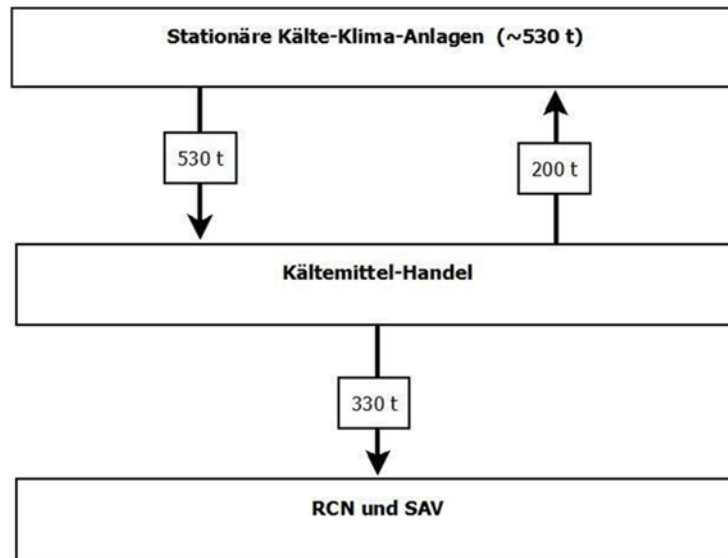 Stationäre Kälte-Klima-Anlagen (~530 t)
530 t
200 t
Kältemittel-Handel
330 t
RCN und SAV